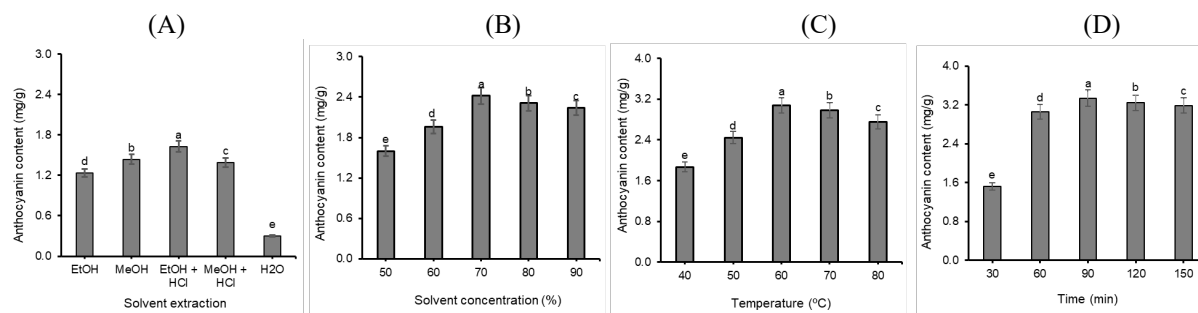 (A)
Anthocyanin content (mg/g)
3.0
2.4
1.8
1.2
0.6
0.0
d
b
a
c
e
EtOH
MeOH
EtOH +
HCl
MeOH +
HCl
H2O
Solvent extraction
(B)
Anthocyanin content (mg/g)
3.0
2.4
1.8
1.2
0.6
0.0
e
d
a
b
c
50
60
70
80
90
Solvent concentration (%)
(C)
Anthocyanin content (mg/g)
4.0
3.2
2.4
1.6
0.8
0.0
e
d
a
b
c
40
50
60
70
80
Temperature (ºC)
(D)
Anthocyanin content (mg/g)
4.0
3.2
2.4
1.6
0.8
0.0
e
d
a
b
c
30
60
90
120
150
Time (min)